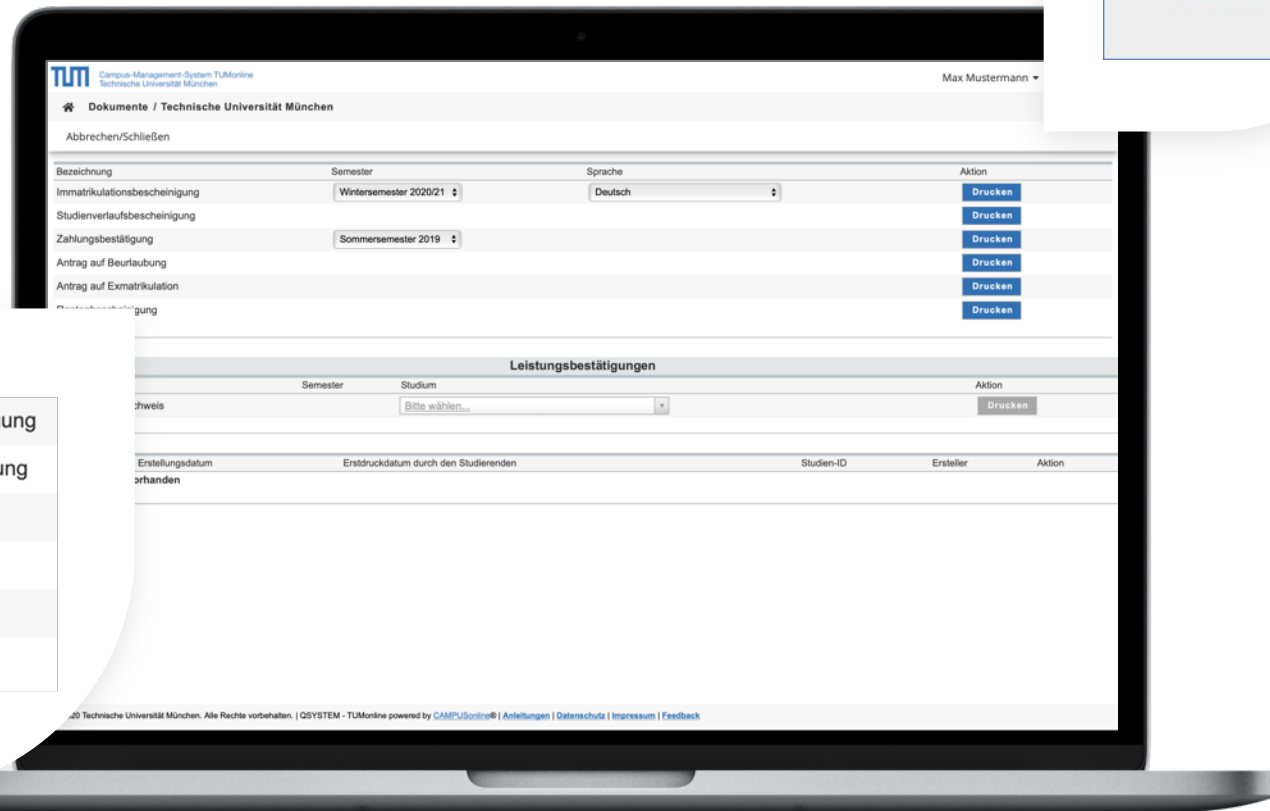 TUM
Campus-Management-System TUMonline
Technische Universität München
Max Mustermann
Dokumente / Technische Universität München
Abbrechen/Schließen
Bezeichnung Semester Sprache Aktion
Immatrikulationsbescheinigung Wintersemester 2020/21 Deutsch Drucken
Studienverlaufsbescheinigung Drucken
Zahlungsbestätigung Sommersemester 2019 Drucken
Antrag auf Beurlaubung Drucken
Antrag auf Exmatrikulation Drucken
gung Drucken
Leistungsbestätigungen
Semester Studium Aktion
hweis Bitte wählen... Drucken
ung
ung
Erstellungsdatum Erstdruckdatum durch den Studierenden Studien-ID Ersteller Aktion
orhanden
20 Technische Universität München. Alle Rechte vorbehalten. | QSYSTEM - TUMonline powered by CAMPUSonline® | Anleitungen | Datenschutz | Impressum | Feedback